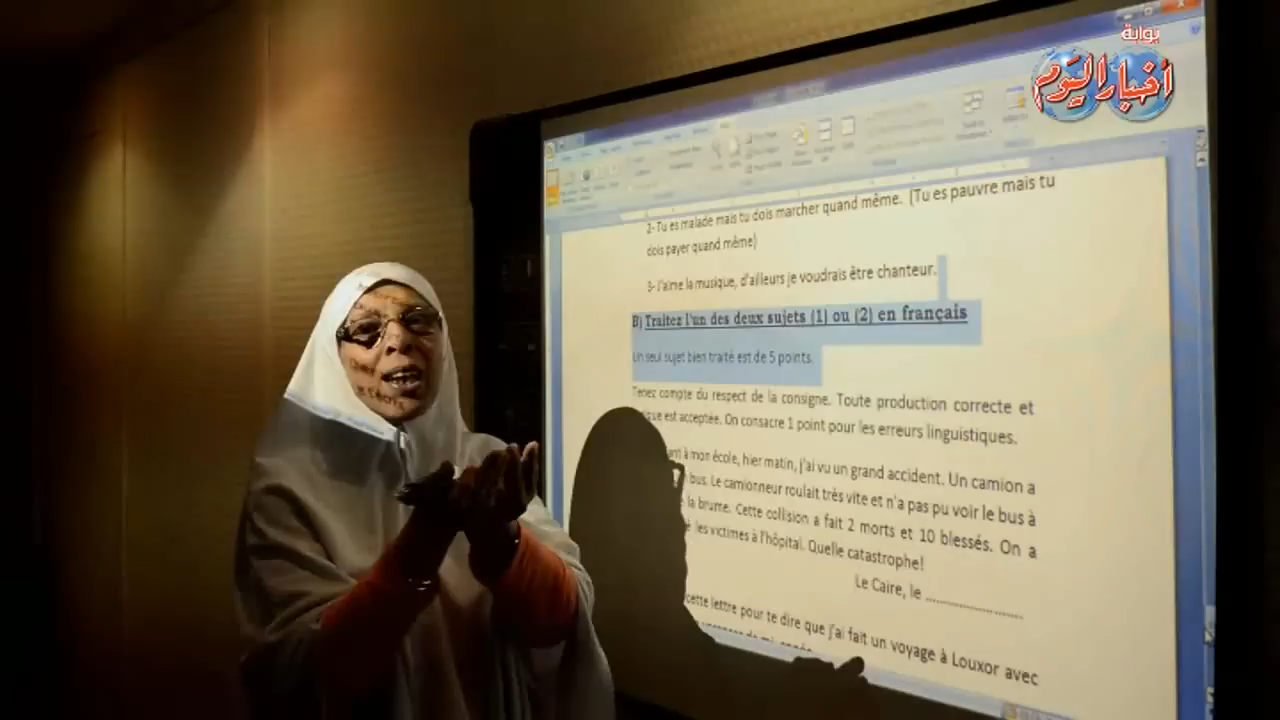 بوابة
أخبار اليوم
2- Tu es malade mais tu dois marcher quand même. (Tu es pauvre mais tu
dois payer quand même)
3- J'aime la musique, d'ailleurs je voudrais être chanteur.
B) Traitez l'un des deux sujets (1) ou (2) en français
Un seul sujet bien traité est de 5 points.
Tenez compte du respect de la consigne. Toute production correcte et
que est acceptée. On consacre 1 point pour les erreurs linguistiques.
ant à mon école, hier matin, j'ai vu un grand accident. Un camion a
bus. Le camionneur roulait très vite et n'a pas pu voir le bus à
la brume. Cette collision a fait 2 morts et 10 blessés. On a
les victimes à l'hôpital. Quelle catastrophe!
Le Caire, le ........................
cette lettre pour te dire que j'ai fait un voyage à Louxor avec